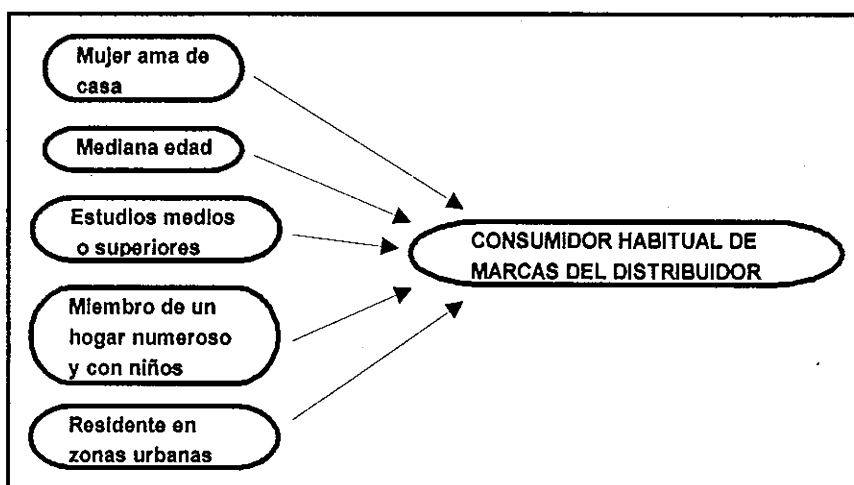 Mujer ama de
casa
Mediana edad
Estudios medios
o superiores
CONSUMIDOR HABITUAL DE
MARCAS DEL DISTRIBUIDOR
Miembro de un
hogar numeroso
y con niños
Residente en
zonas urbanas